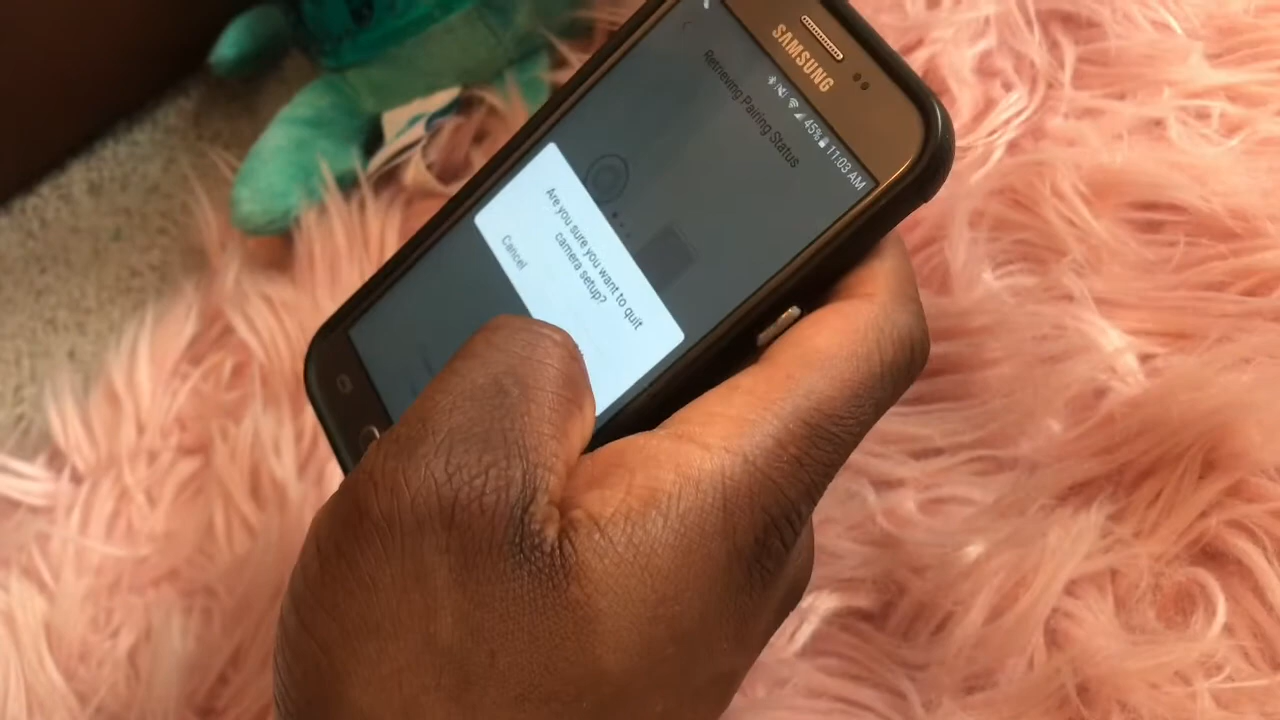 SAMSUNG
45% 11:03 AM
Retrieving Pairing Status
Are you sure you want to quit
camera setup?
Cancel